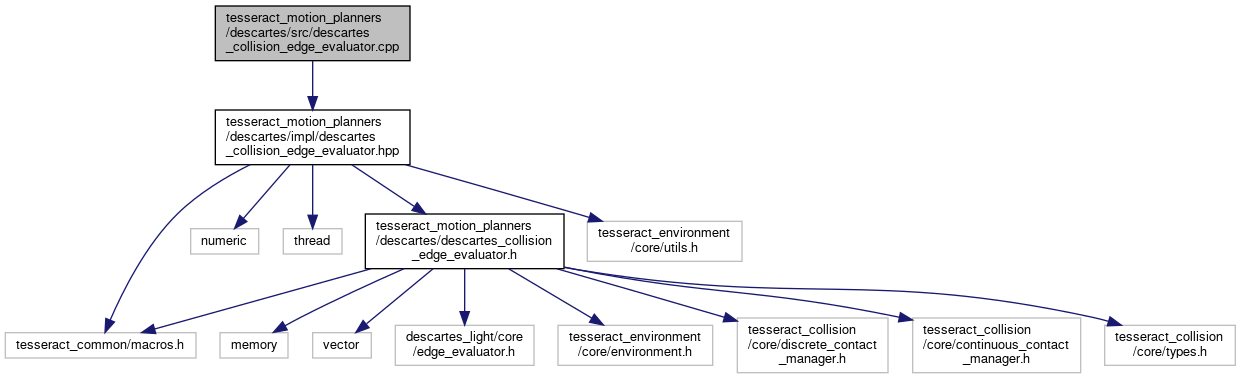 tesseract_motion_planners
/descartes/src/descartes
_collision_edge_evaluator.cpp
tesseract_motion_planners
/descartes/impl/descartes
_collision_edge_evaluator.hpp
numeric
thread
tesseract_motion_planners
/descartes/descartes_collision
_edge_evaluator.h
tesseract_environment
/core/utils.h
tesseract_common/macros.h
memory
vector
descartes_light/core
/edge_evaluator.h
tesseract_environment
/core/environment.h
tesseract_collision
/core/discrete_contact
_manager.h
tesseract_collision
/core/continuous_contact
_manager.h
tesseract_collision
/core/types.h